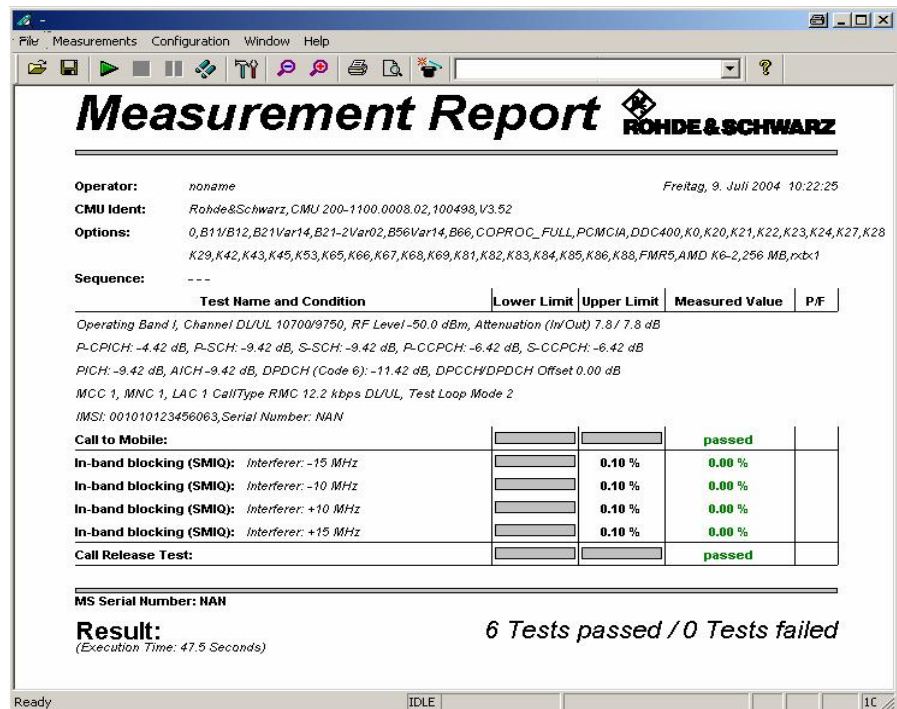 -
File Measurements Configuration Window Help
Measurement Report ROHDE & SCHWARZ
Operator: noname Freitag, 9. Juli 2004 10:22:25
CMU Ident: Rohde&Schwarz,CMU 200-1100.0008.02,100498,V3.52
Options: 0,B11/B12,B21Var14,B21-2Var02,B56Var14,B66,COPROC_FULL,PCMCIA,DDC400,K0,K20,K21,K22,K23,K24,K27,K28
K29,K42,K43,K45,K53,K65,K66,K67,K68,K69,K81,K82,K83,K84,K85,K86,K88,FMR5,AMD K6-2,256 MB,rxtx1
Sequence: ---
Test Name and Condition Lower Limit Upper Limit Measured Value P/F
Operating Band I, Channel DL/UL 10700/9750, RF Level -50.0 dBm, Attenuation (In/Out) 7.8 / 7.8 dB
P-CPICH: -4.42 dB, P-SCH: -9.42 dB, S-SCH: -9.42 dB, P-CCPCH: -6.42 dB, S-CCPCH: -6.42 dB
PICH: -9.42 dB, AICH -9.42 dB, DPDCH (Code 6): -11.42 dB, DPCCH/DPDCH Offset 0.00 dB
MCC 1, MNC 1, LAC 1 CallType RMC 12.2 kbps DL/UL, Test Loop Mode 2
IMSI: 001010123456063,Serial Number: NAN
Call to Mobile: passed
In-band blocking (SMIQ): Interferer: -15 MHz 0.10 % 0.00 %
In-band blocking (SMIQ): Interferer: -10 MHz 0.10 % 0.00 %
In-band blocking (SMIQ): Interferer: +10 MHz 0.10 % 0.00 %
In-band blocking (SMIQ): Interferer: +15 MHz 0.10 % 0.00 %
Call Release Test: passed
MS Serial Number: NAN
Result: 6 Tests passed / 0 Tests failed
(Execution Time: 47.5 Seconds)
Ready IDLE 1C